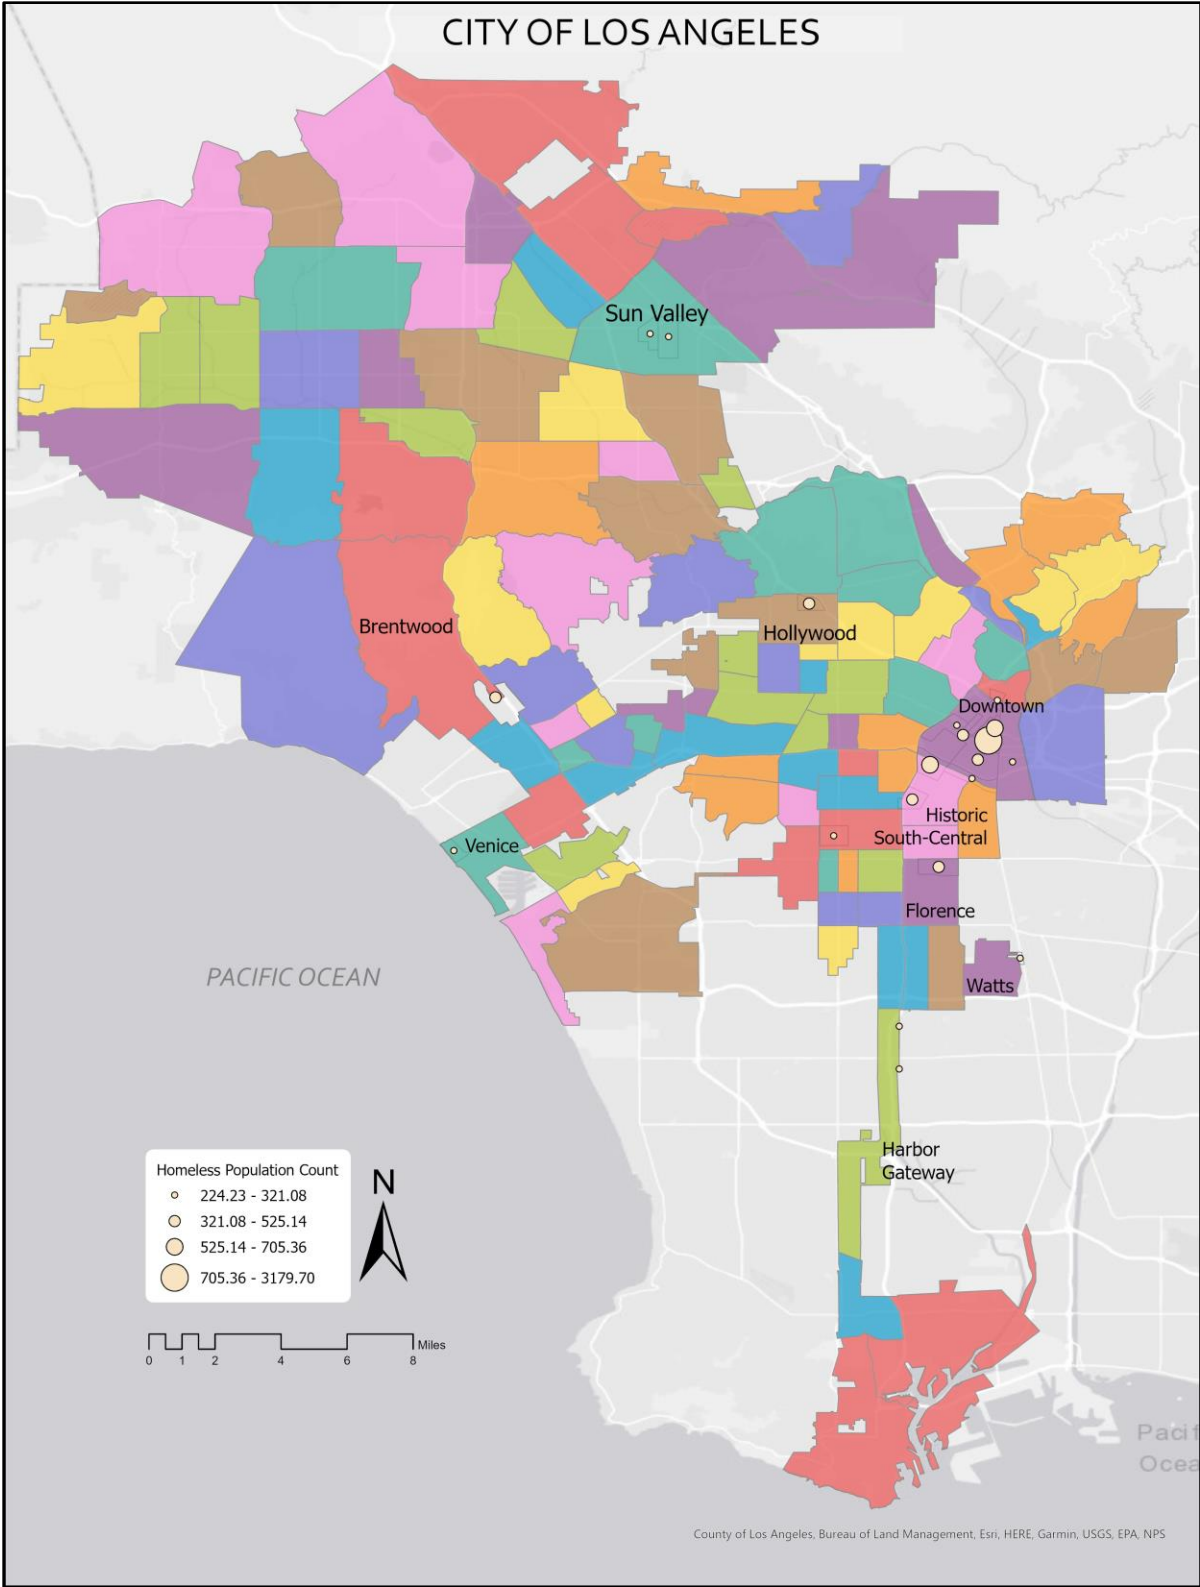 CITY OF LOS ANGELES
Sun Valley
Brentwood
Hollywood
Downtown
Historic
South-Central
Venice
Florence
PACIFIC OCEAN
Watts
Harbor
Gateway
Homeless Population Count
224.23 - 321.08
321.08 - 525.14
525.14 - 705.36
705.36 - 3179.70
N
Miles
0 1 2 4 6 8
Pacif
Ocea
County of Los Angeles, Bureau of Land Management, Esri, HERE, Garmin, USGS, EPA, NPS